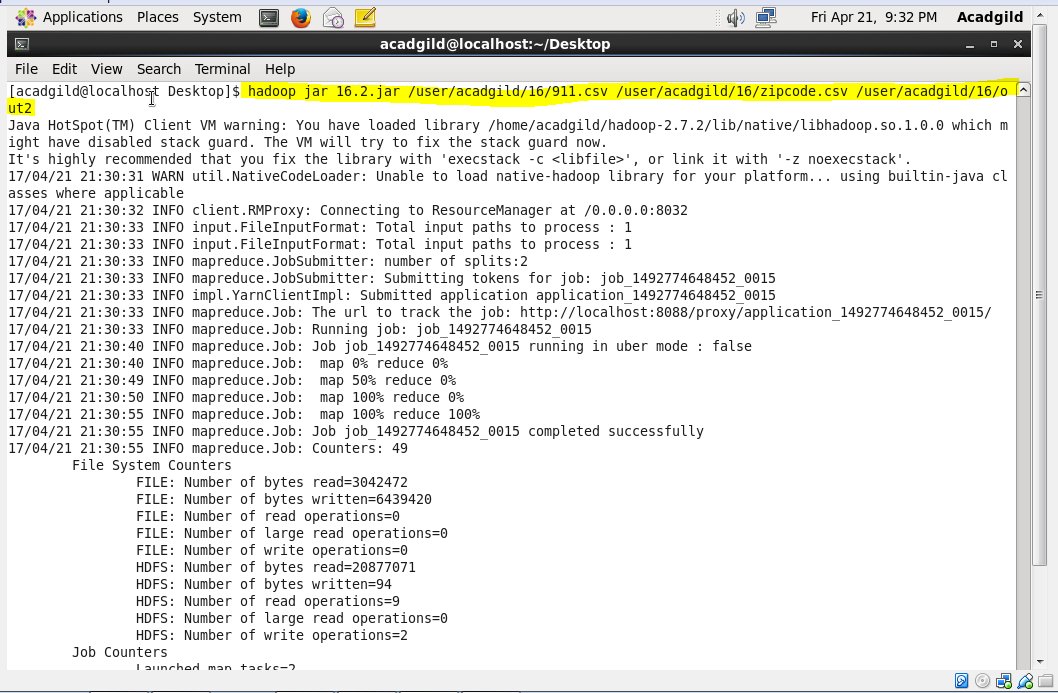 Applications Places System Fri Apr 21, 9:32 PM Acadgild
acadgild@localhost:~/Desktop
File Edit View Search Terminal Help
[acadgild@localhost Desktop]$ hadoop jar 16.2.jar /user/acadgild/16/911.csv /user/acadgild/16/zipcode.csv /user/acadgild/16/o
ut2
Java HotSpot(TM) Client VM warning: You have loaded library /home/acadgild/hadoop-2.7.2/lib/native/libhadoop.so.1.0.0 which m
ight have disabled stack guard. The VM will try to fix the stack guard now.
It's highly recommended that you fix the library with 'execstack -c <libfile>', or link it with '-z noexecstack'.
17/04/21 21:30:31 WARN util.NativeCodeLoader: Unable to load native-hadoop library for your platform... using builtin-java cl
asses where applicable
17/04/21 21:30:32 INFO client.RMProxy: Connecting to ResourceManager at /0.0.0.0:8032
17/04/21 21:30:33 INFO input.FileInputFormat: Total input paths to process : 1
17/04/21 21:30:33 INFO input.FileInputFormat: Total input paths to process : 1
17/04/21 21:30:33 INFO mapreduce.JobSubmitter: number of splits:2
17/04/21 21:30:33 INFO mapreduce.JobSubmitter: Submitting tokens for job: job_1492774648452_0015
17/04/21 21:30:33 INFO impl.YarnClientImpl: Submitted application application_1492774648452_0015
17/04/21 21:30:33 INFO mapreduce.Job: The url to track the job: http://localhost:8088/proxy/application_1492774648452_0015/
17/04/21 21:30:33 INFO mapreduce.Job: Running job: job_1492774648452_0015
17/04/21 21:30:40 INFO mapreduce.Job: Job job_1492774648452_0015 running in uber mode : false
17/04/21 21:30:40 INFO mapreduce.Job:  map 0% reduce 0%
17/04/21 21:30:49 INFO mapreduce.Job:  map 50% reduce 0%
17/04/21 21:30:50 INFO mapreduce.Job:  map 100% reduce 0%
17/04/21 21:30:55 INFO mapreduce.Job:  map 100% reduce 100%
17/04/21 21:30:55 INFO mapreduce.Job: Job job_1492774648452_0015 completed successfully
17/04/21 21:30:55 INFO mapreduce.Job: Counters: 49
File System Counters
FILE: Number of bytes read=3042472
FILE: Number of bytes written=6439420
FILE: Number of read operations=0
FILE: Number of large read operations=0
FILE: Number of write operations=0
HDFS: Number of bytes read=20877071
HDFS: Number of bytes written=94
HDFS: Number of read operations=9
HDFS: Number of large read operations=0
HDFS: Number of write operations=2
Job Counters
Launched map tasks=2